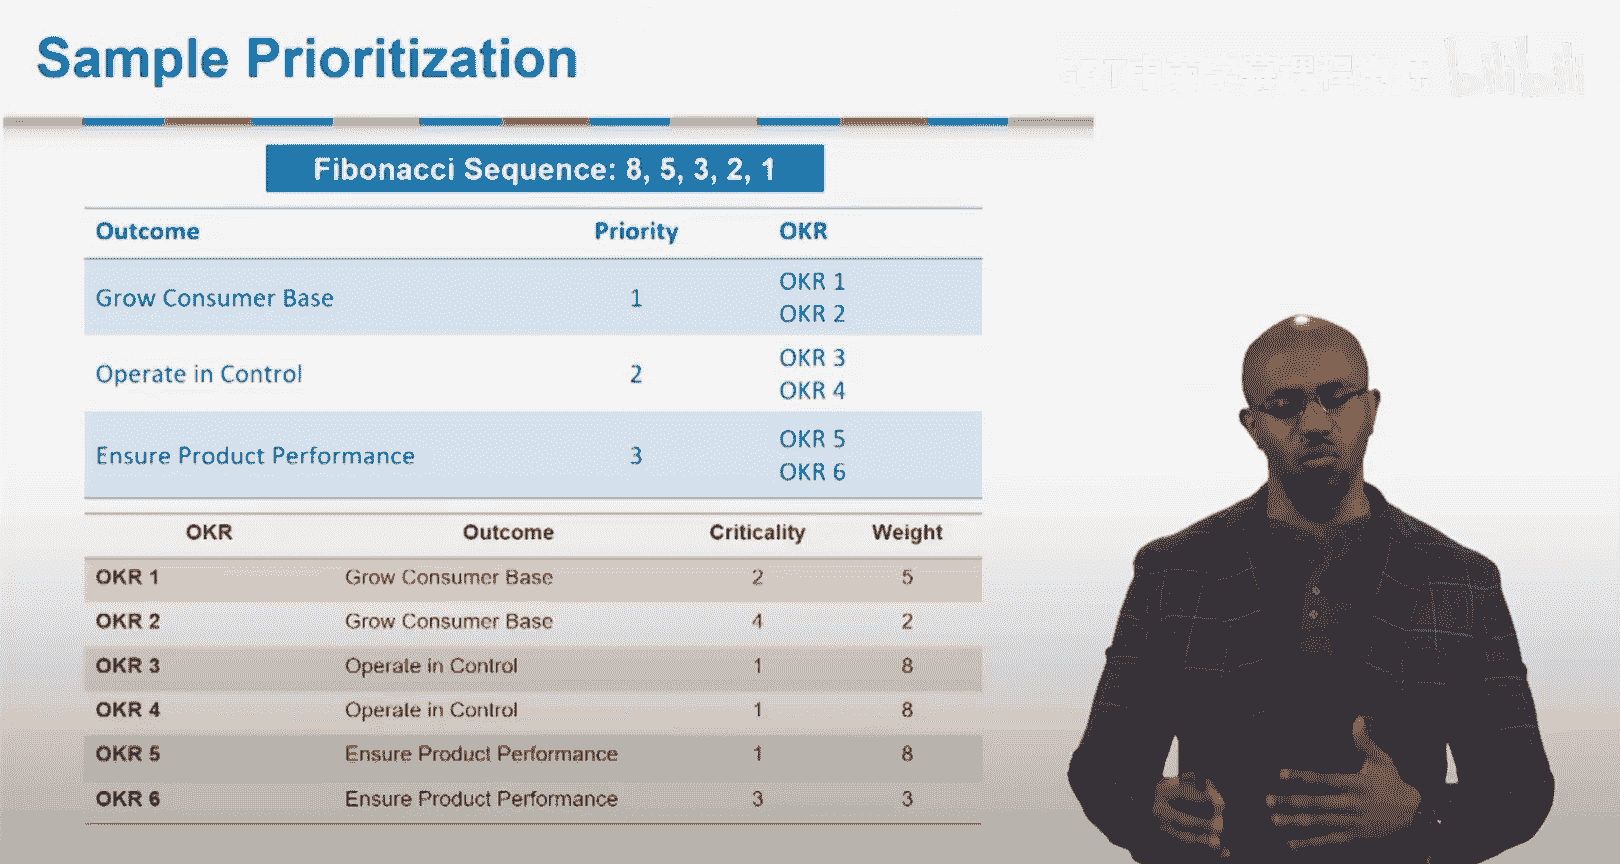 Sample Prioritization
bilibili
Fibonacci Sequence: 8, 5, 3, 2, 1
Outcome Priority OKR
Grow Consumer Base 1 OKR 1
OKR 2
Operate in Control 2 OKR 3
OKR 4
Ensure Product Performance 3 OKR 5
OKR 6
OKR Outcome Criticality Weight
OKR 1 Grow Consumer Base 2 5
OKR 2 Grow Consumer Base 4 2
OKR 3 Operate in Control 1 8
OKR 4 Operate in Control 1 8
OKR 5 Ensure Product Performance 1 8
OKR 6 Ensure Product Performance 3 3